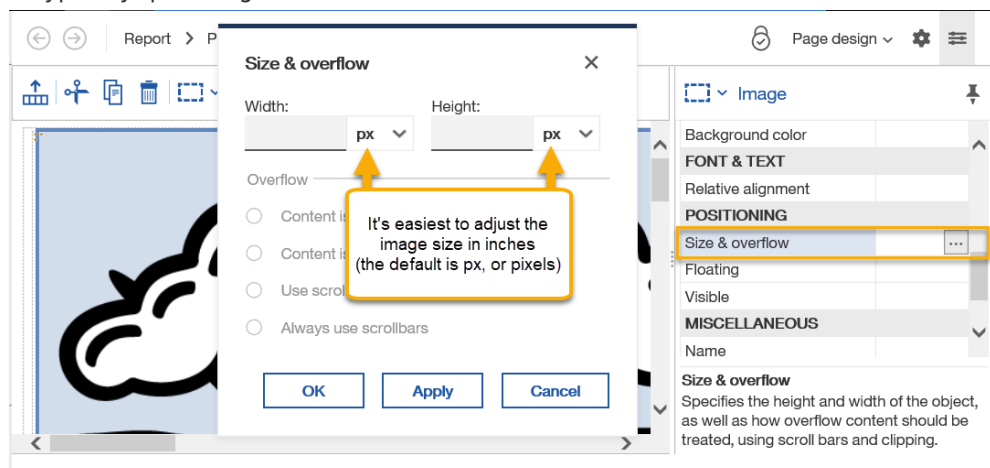 Report > P
Page design
Size & overflow
Width:
Height:
px
px
Overflow
Content is
Content is
Use scrol
Always use scrollbars
It's easiest to adjust the
image size in inches
(the default is px, or pixels)
OK
Apply
Cancel
Image
Background color
FONT & TEXT
Relative alignment
POSITIONING
Size & overflow
...
Floating
Visible
MISCELLANEOUS
Name
Size & overflow
Specifies the height and width of the object,
as well as how overflow content should be
treated, using scroll bars and clipping.